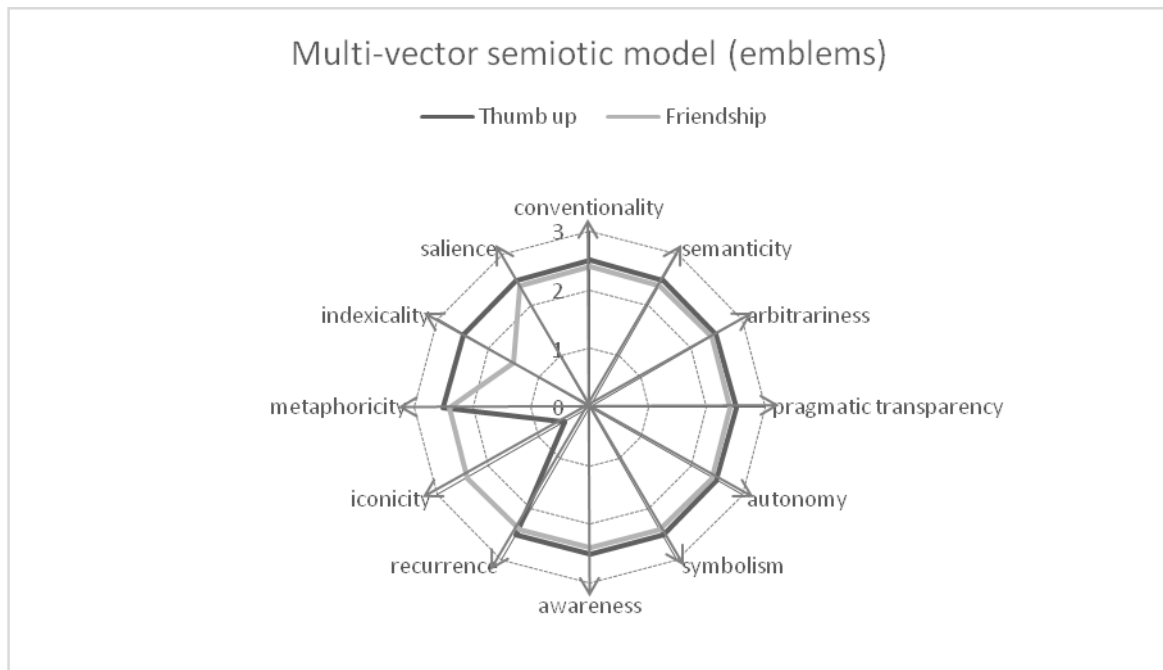 Multi-vector semiotic model (emblems)
Thumb up Friendship
conventionality
3
salience semanticity
2
indexicality arbitrariness
1
metaphoricity 0 pragmatic transparency
iconicity autonomy
recurrence symbolism
awareness